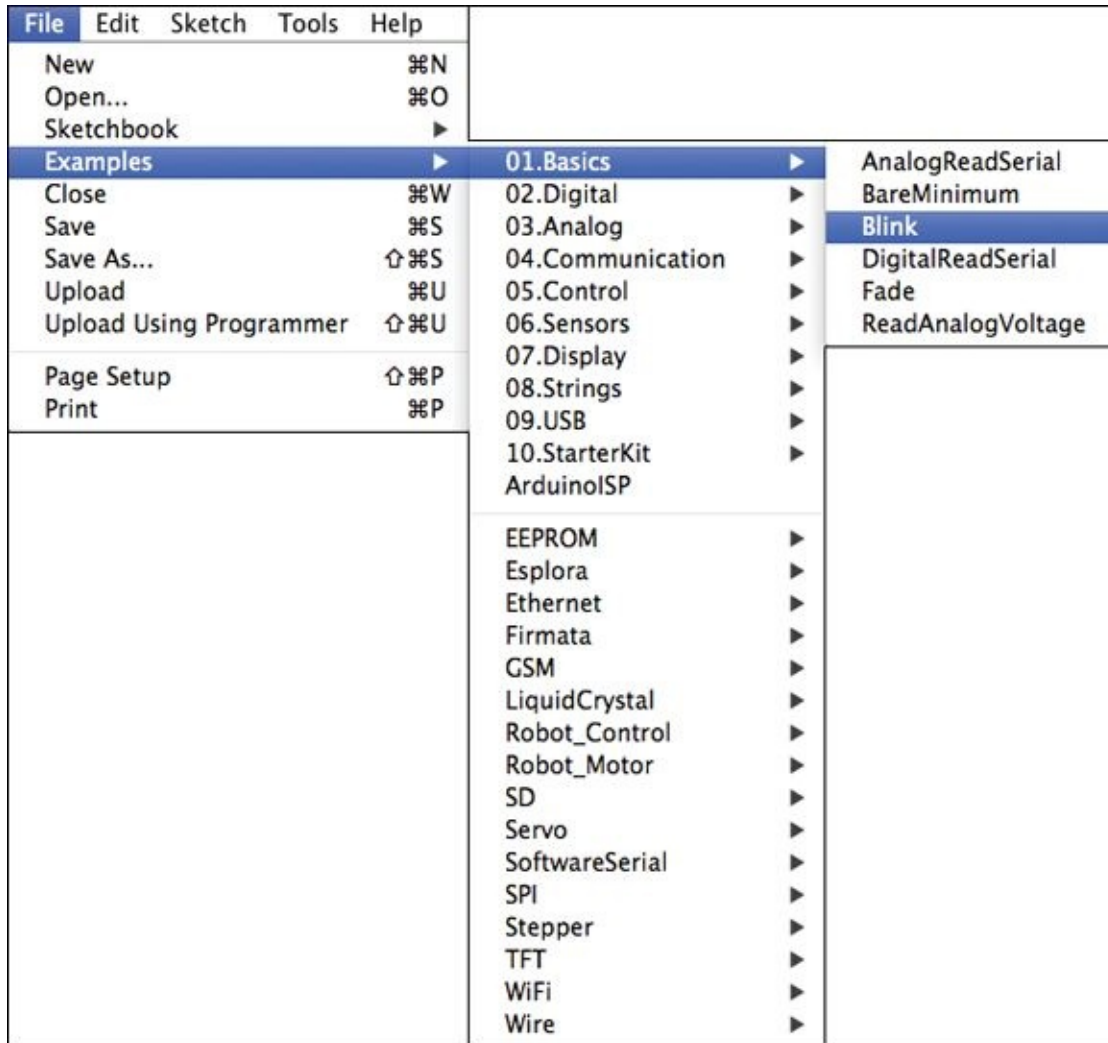 File Edit Sketch Tools Help
New ⌘N
Open... ⌘O
Sketchbook ▶
Examples ▶
Close ⌘W
Save ⌘S
Save As... ⇧⌘S
Upload ⌘U
Upload Using Programmer ⇧⌘U
Page Setup ⇧⌘P
Print ⌘P
01.Basics ▶
02.Digital ▶
03.Analog ▶
04.Communication ▶
05.Control ▶
06.Sensors ▶
07.Display ▶
08.Strings ▶
09.USB ▶
10.StarterKit ▶
ArduinoISP
EEPROM ▶
Esplora ▶
Ethernet ▶
Firmata ▶
GSM ▶
LiquidCrystal ▶
Robot_Control ▶
Robot_Motor ▶
SD ▶
Servo ▶
SoftwareSerial ▶
SPI ▶
Stepper ▶
TFT ▶
WiFi ▶
Wire ▶
AnalogReadSerial
BareMinimum
Blink
DigitalReadSerial
Fade
ReadAnalogVoltage